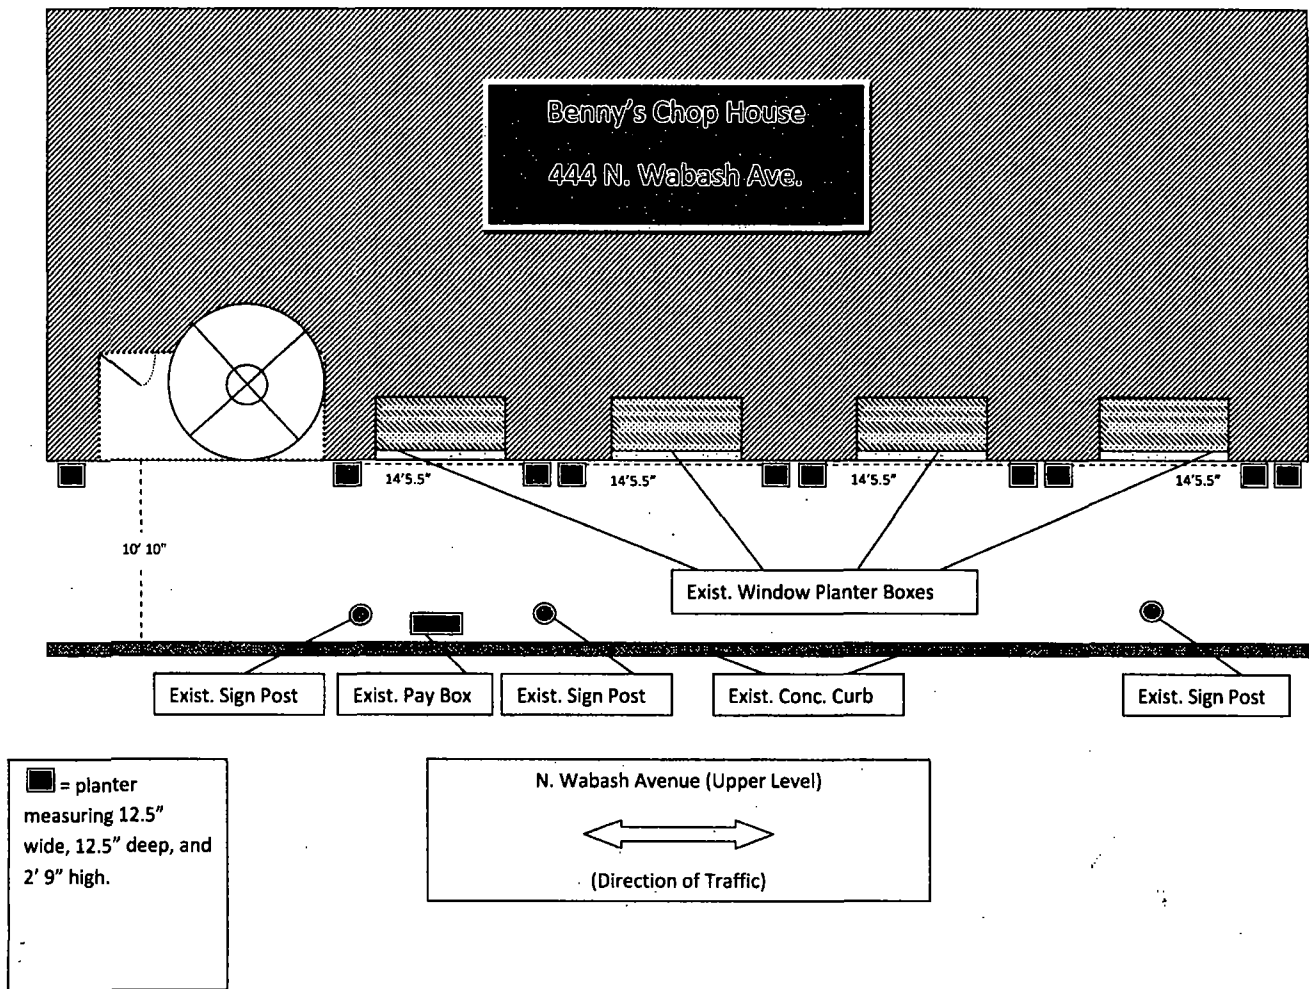 Benny's Chop House
444 N. Wabash Ave.
14'5.5"
14'5.5"
14'5.5"
14'5.5"
10' 10"
Exist. Window Planter Boxes
Exist. Sign Post
Exist. Pay Box
Exist. Sign Post
Exist. Conc. Curb
Exist. Sign Post
= planter
measuring 12.5"
wide, 12.5" deep, and
2' 9" high.
N. Wabash Avenue (Upper Level)
(Direction of Traffic)